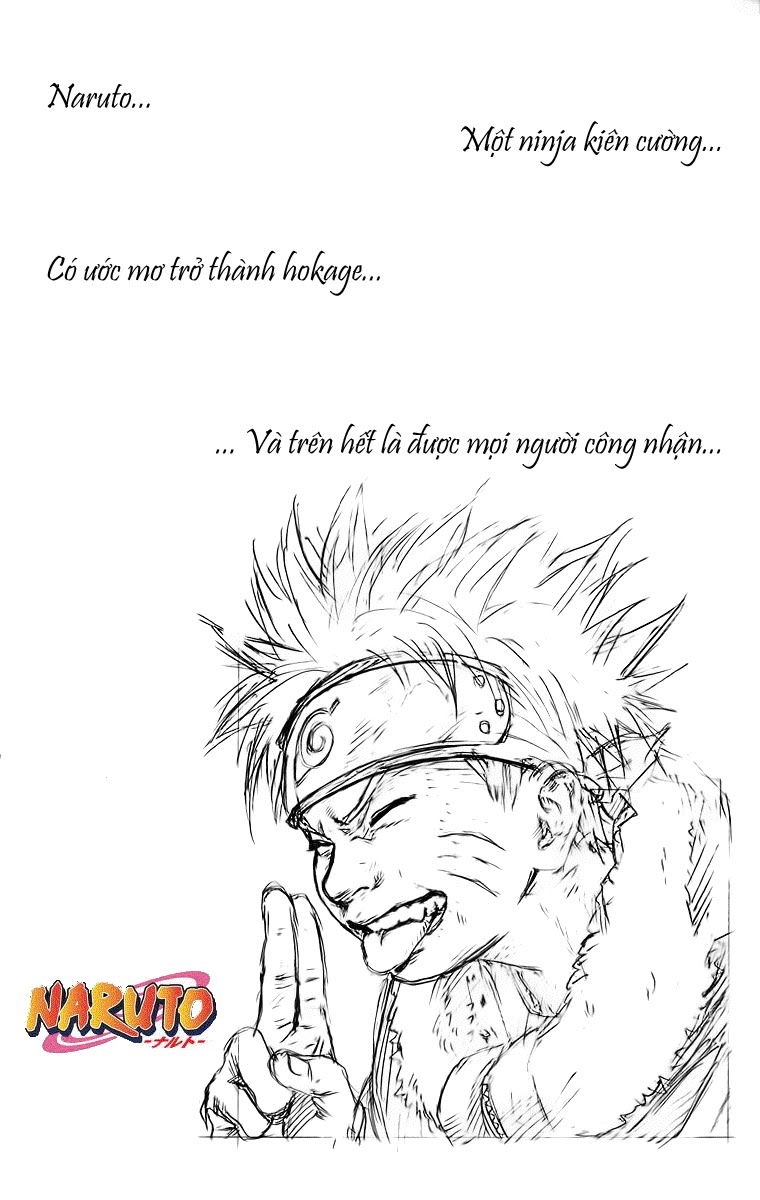 Naruto...
Một ninja kiên cường...
Có ước mơ trở thành hokage...
... Và trên hết là được mọi người công nhận...
NARUTO
-ナルト-